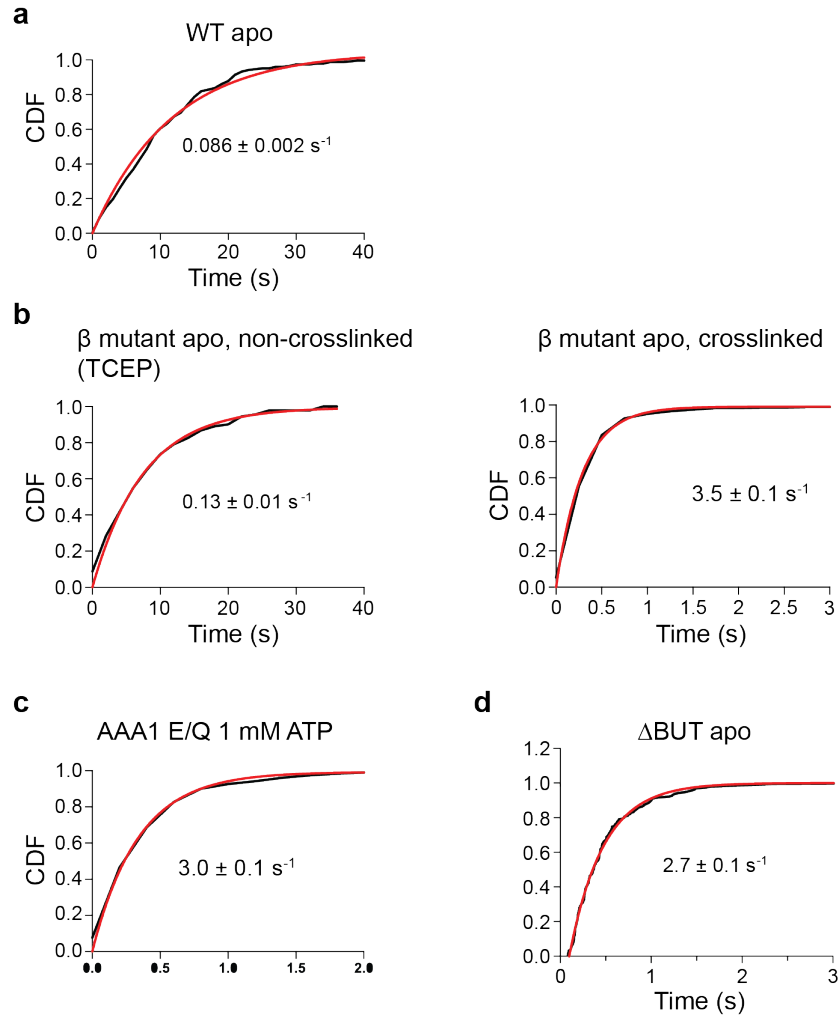 a
WT apo
1.0
0.8
0.6
0.4
0.2
0.0
CDF
0.086 ± 0.002 s-1
0 10 20 30 40
Time (s)
b
β mutant apo, non-crosslinked
(TCEP)
1.0
0.8
0.6
0.4
0.2
0.0
CDF
0.13 ± 0.01 s-1
0 10 20 30 40
Time (s)
β mutant apo, crosslinked
1.0
0.8
0.6
0.4
0.2
0.0
CDF
3.5 ± 0.1 s-1
0 0.5 1 1.5 2 2.5 3
Time (s)
c
AAA1 E/Q 1 mM ATP
1.0
0.8
0.6
0.4
0.2
0.0
CDF
3.0 ± 0.1 s-1
0.0 0.5 1.0 1.5 2.0
d
ΔBUT apo
1.2
1.0
0.8
0.6
0.4
0.2
0.0
2.7 ± 0.1 s-1
0 1 2 3
Time (s)